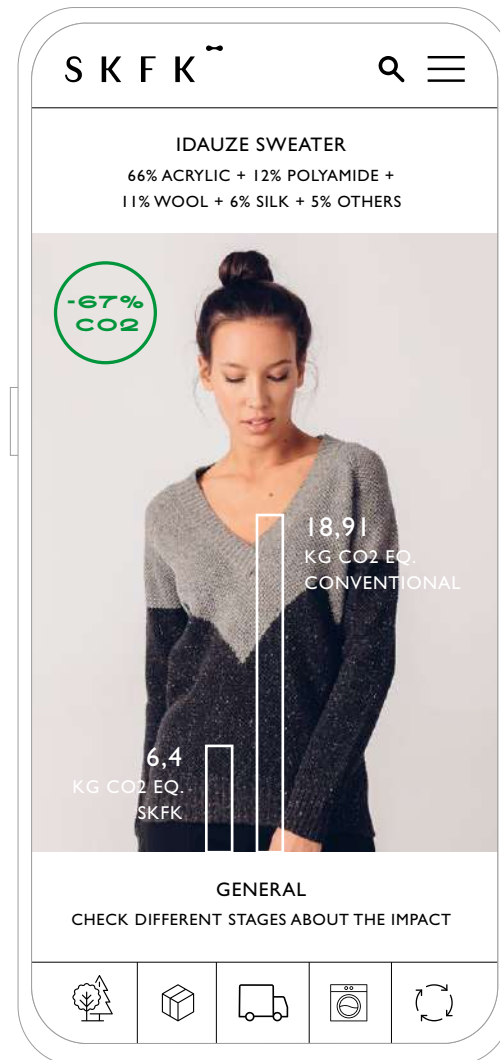 SKFK
IDAUZE SWEATER
66% ACRYLIC + 12% POLYAMIDE +
11% WOOL + 6% SILK + 5% OTHERS
-67%
CO2
18,91
KG CO2 EQ.
CONVENTIONAL
6,4
KG CO2 EQ.
SKFK
GENERAL
CHECK DIFFERENT STAGES ABOUT THE IMPACT